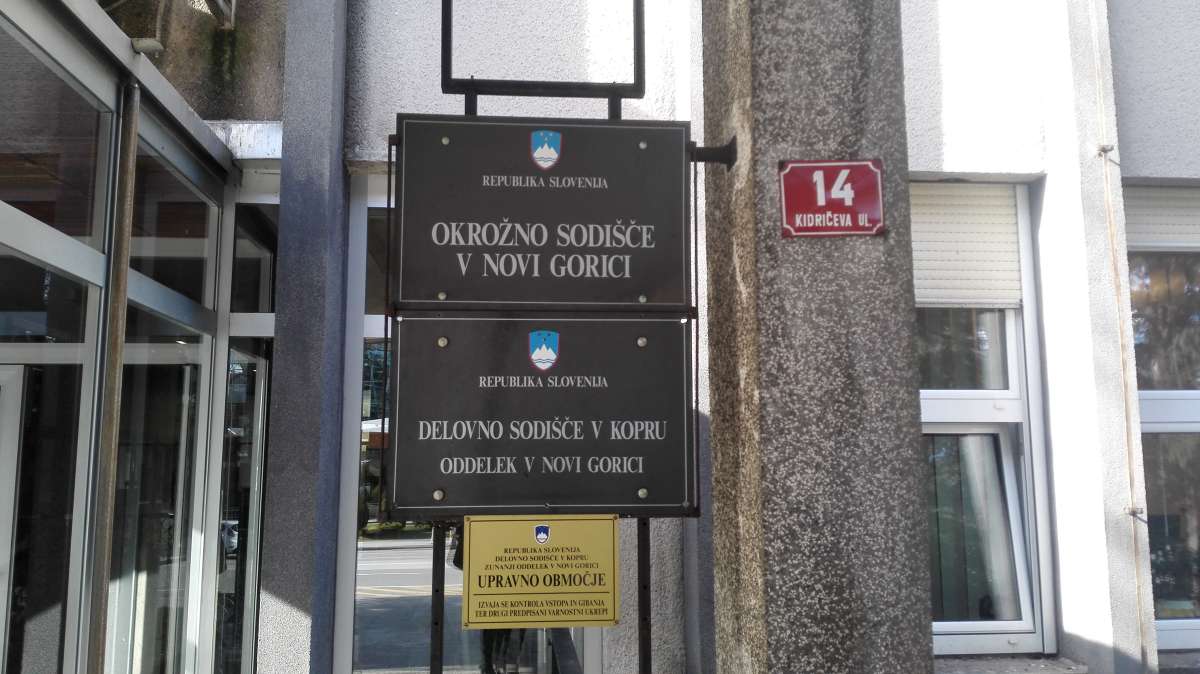 REPUBLIKA SLOVENIJA
OKROŽNO SODIŠČE
V NOVI GORICI
REPUBLIKA SLOVENIJA
DELOVNO SODIŠČE V KOPRU
ODDELEK V NOVI GORICI
REPUBLIKA SLOVENIJA
DELOVNO SODIŠČE V KOPRU
ZUNANJI ODDELEK V NOVI GORICI
UPRAVNO OBMOČJE
IZVAJA SE KONTROLA VSTOPA IN GIBANJA
TER DRUGI PREDPISANI VARNOSTNI UKREPI
14
KIDRIČEVA UL.